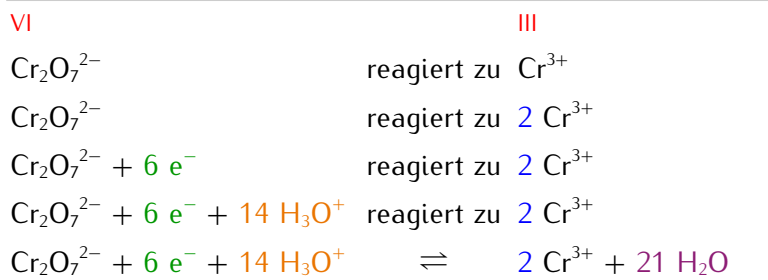 VI III
Cr₂O₇²⁻ reagiert zu Cr³⁺
Cr₂O₇²⁻ reagiert zu 2 Cr³⁺
Cr₂O₇²⁻ + 6 e⁻ reagiert zu 2 Cr³⁺
Cr₂O₇²⁻ + 6 e⁻ + 14 H₃O⁺ reagiert zu 2 Cr³⁺
Cr₂O₇²⁻ + 6 e⁻ + 14 H₃O⁺ ⇌ 2 Cr³⁺ + 21 H₂O